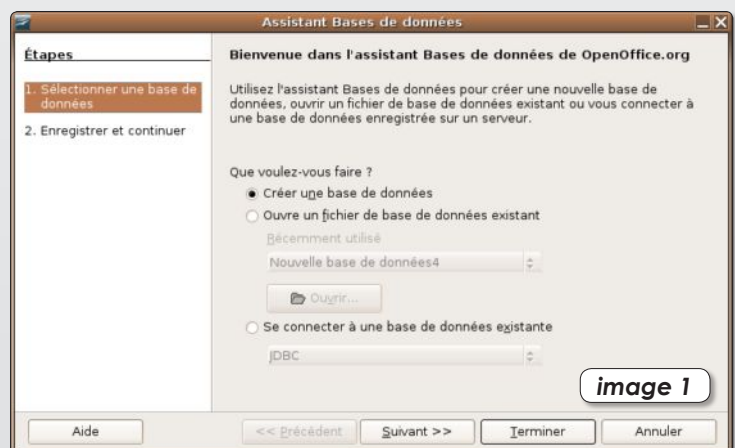 Assistant Bases de données
Étapes
1. Sélectionner une base de
données
2. Enregistrer et continuer
Bienvenue dans l'assistant Bases de données de OpenOffice.org
Utilisez l'assistant Bases de données pour créer une nouvelle base de
données, ouvrir un fichier de base de données existant ou vous connecter à
une base de données enregistrée sur un serveur.
Que voulez-vous faire ?
Créer une base de données
Ouvre un fichier de base de données existant
Récemment utilisé
Nouvelle base de données4
Ouvrir...
Se connecter à une base de données existante
JDBC
image 1
Aide
<< Précédent
Suivant >>
Terminer
Annuler